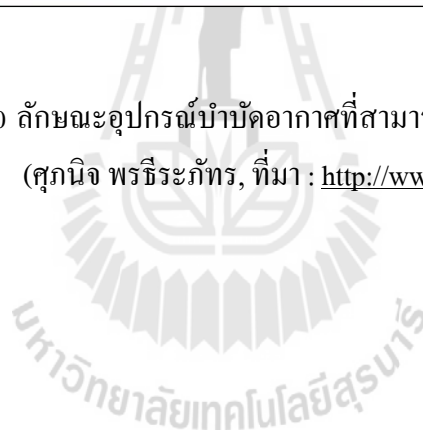 ลักษณะอุปกรณ์บำบัดอากาศที่สามาร
(ศุภนิจ พรธีระภัทร, ที่มา : http://ww
มหาวิทยาลัยเทคโนโลยีสุรนาร